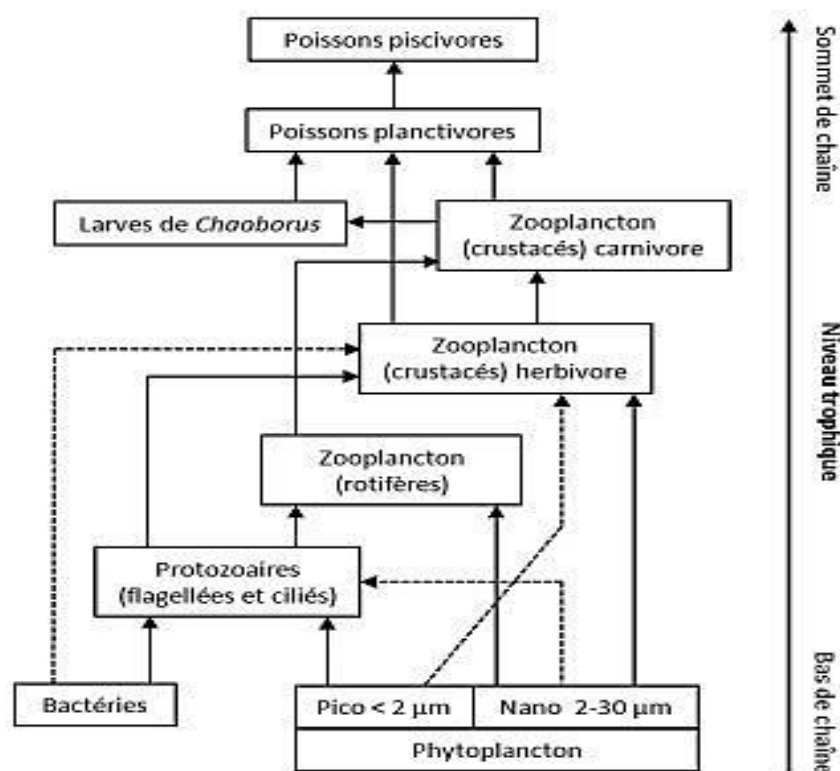 Poissons piscivores
Poissons planctivores
Larves de Chaoborus
Zooplancton
(crustacés) carnivore
Zooplancton
(crustacés) herbivore
Zooplancton
(rotifères)
Protozoaires
(flagellées et ciliés)
Bactéries
Pico < 2 µm
Nano 2-30 µm
Phytoplancton
Sommet de chaîne
Niveau trophique
Bas de chaîne